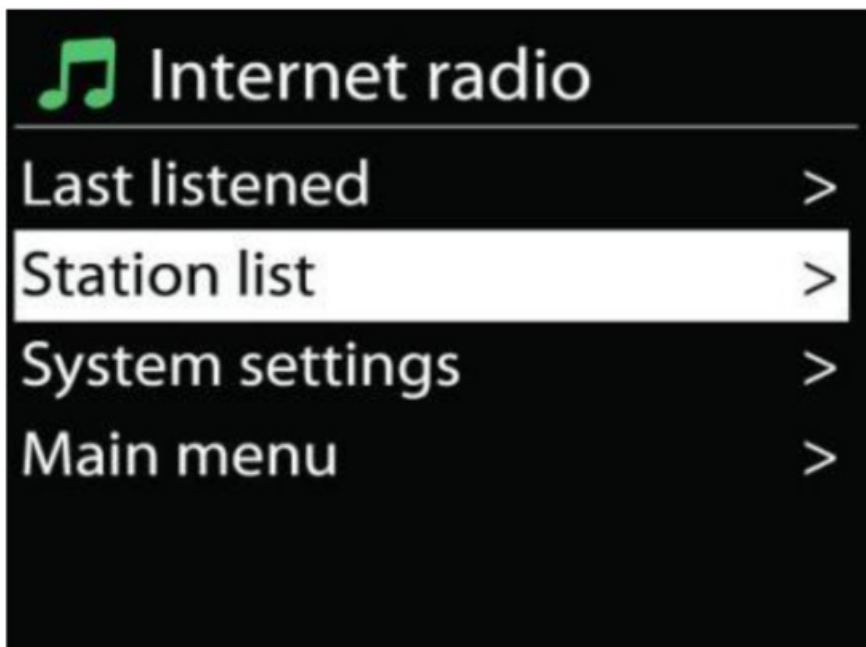 Internet radio
Last listened >
Station list >
System settings >
Main menu >